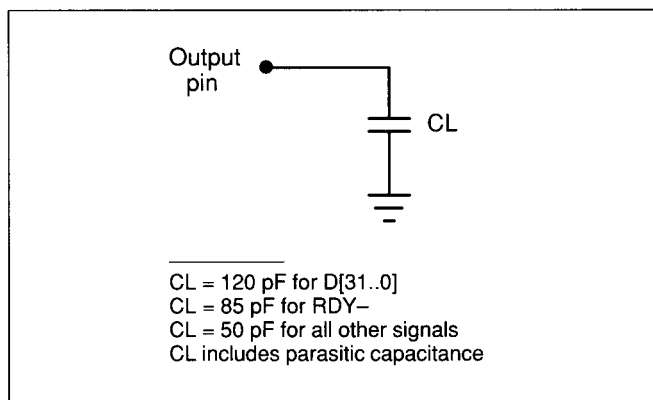 Output
pin
CL
CL = 120 pF for D[31..0]
CL = 85 pF for RDY–
CL = 50 pF for all other signals
CL includes parasitic capacitance